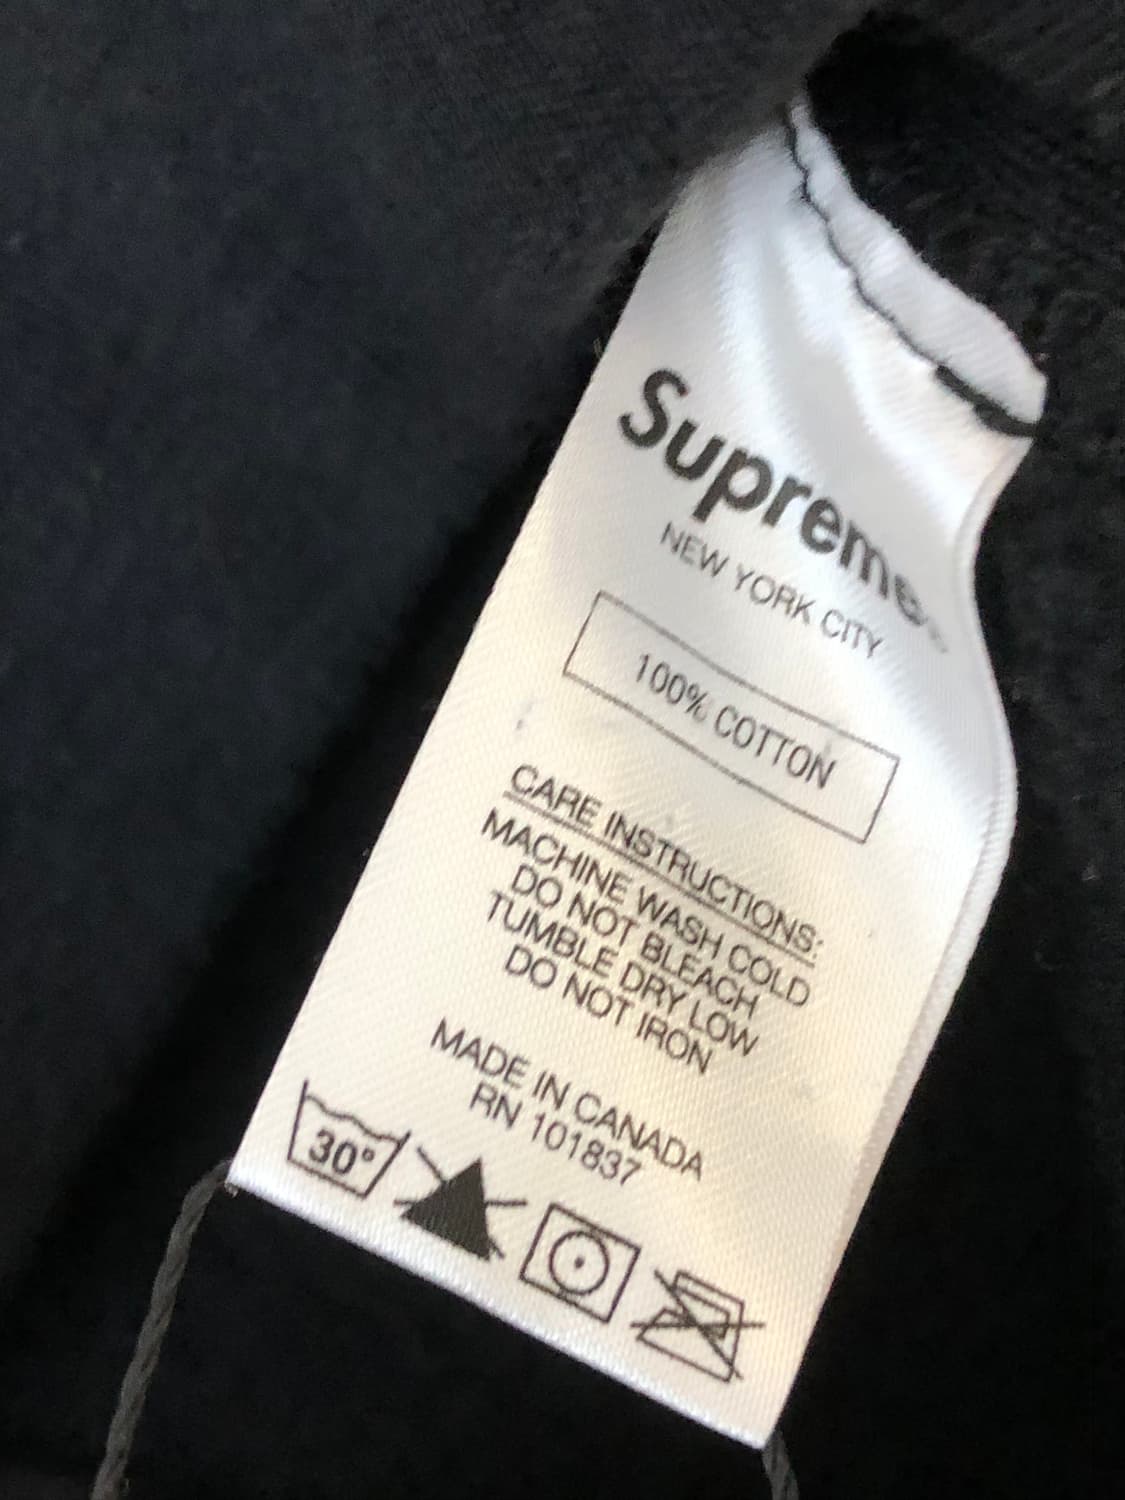 Supreme
NEW YORK CITY
100% COTTON
CARE INSTRUCTIONS:
MACHINE WASH COLD
DO NOT BLEACH
TUMBLE DRY LOW
DO NOT IRON
MADE IN CANADA
RN 101837
30°